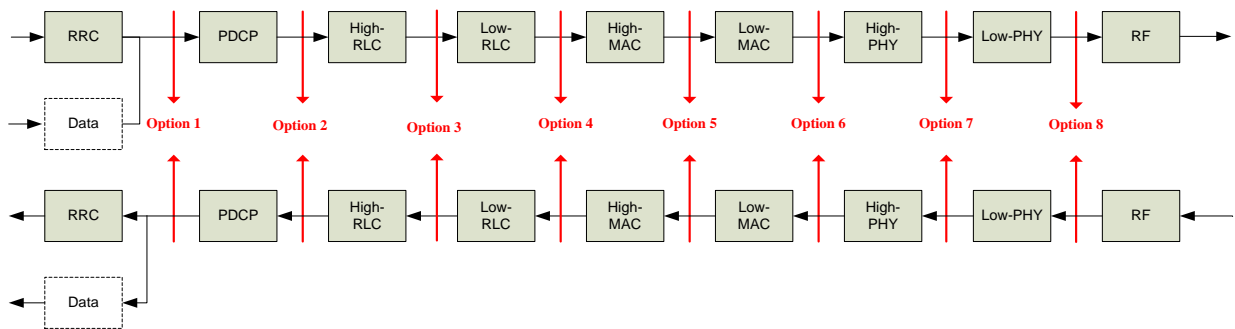 RRC
PDCP
High-
RLC
Low-
RLC
High-
MAC
Low-
MAC
High-
PHY
Low-PHY
RF
Data
Option 1
Option 2
Option 3
Option 4
Option 5
Option 6
Option 7
Option 8
RRC
PDCP
High-
RLC
Low-
RLC
High-
MAC
Low-
MAC
High-
PHY
Low-PHY
RF
Data